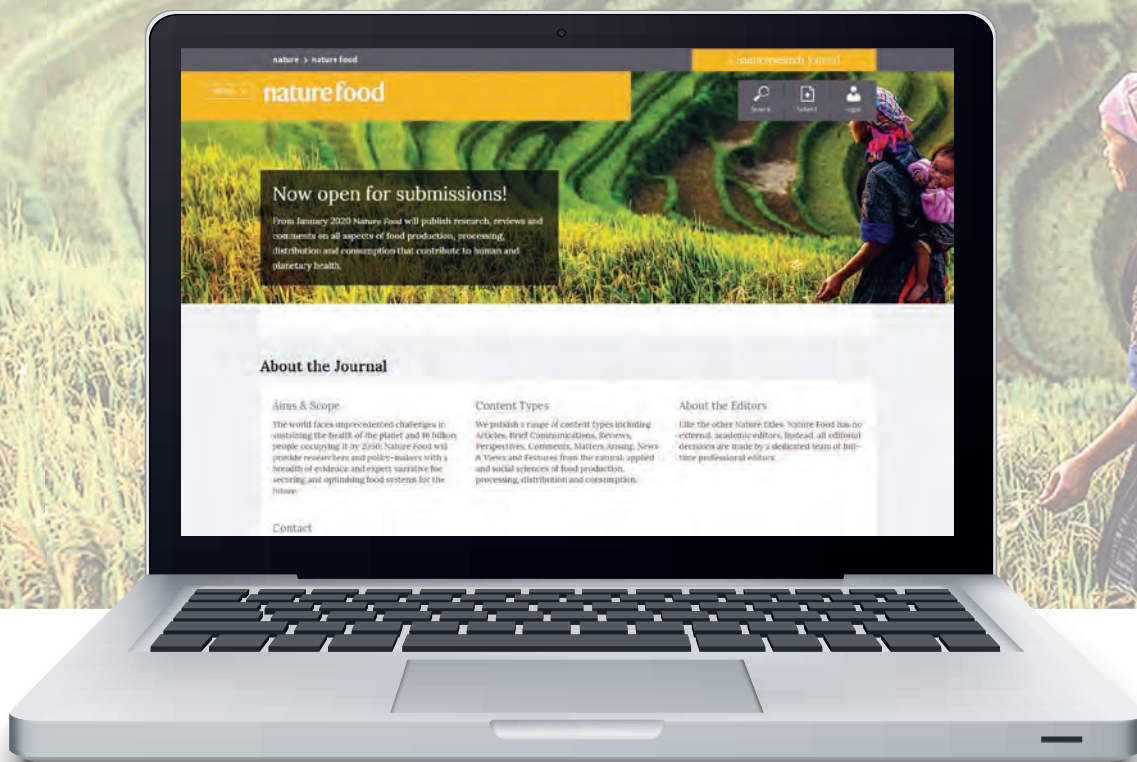 nature > nature food
a natureresearch journal
MENU
nature food
Search
Submit
Login
Now open for submissions!
From January 2020 Nature Food will publish research, reviews and
comments on all aspects of food production, processing,
distribution and consumption that contribute to human and
planetary health.
About the Journal
Aims & Scope
The world faces unprecedented challenges in
sustaining the health of the planet and 10 billion
people occupying it by 2050. Nature Food will
provide researchers and policy-makers with a
breadth of evidence and expert narrative for
securing and optimising food systems for the
future.
Content Types
We publish a range of content types including
Articles, Brief Communications, Reviews,
Perspectives, Comments, Matters Arising, News
& Views and Features from the natural, applied
and social sciences of food production,
processing, distribution and consumption.
About the Editors
Like the other Nature titles, Nature Food has no
external, academic editors. Instead, all editorial
decisions are made by a dedicated team of full-
time professional editors.
Contact